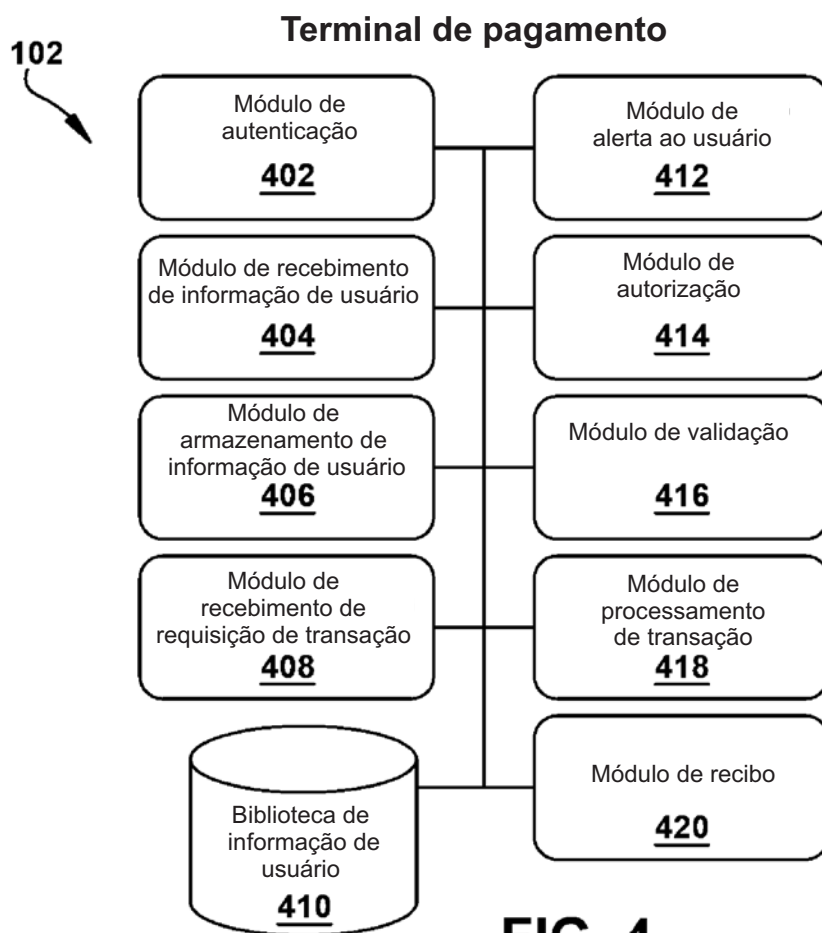 Terminal de pagamento
102
Módulo de
autenticação
402
Módulo de
alerta ao usuário
412
Módulo de recebimento
de informação de usuário
404
Módulo de
autorização
414
Módulo de
armazenamento de
informação de usuário
406
Módulo de validação
416
Módulo de
recebimento de
requisição de transação
408
Módulo de
processamento
de transação
418
Biblioteca de
informação de
usuário
410
Módulo de recibo
420
FIG. 4